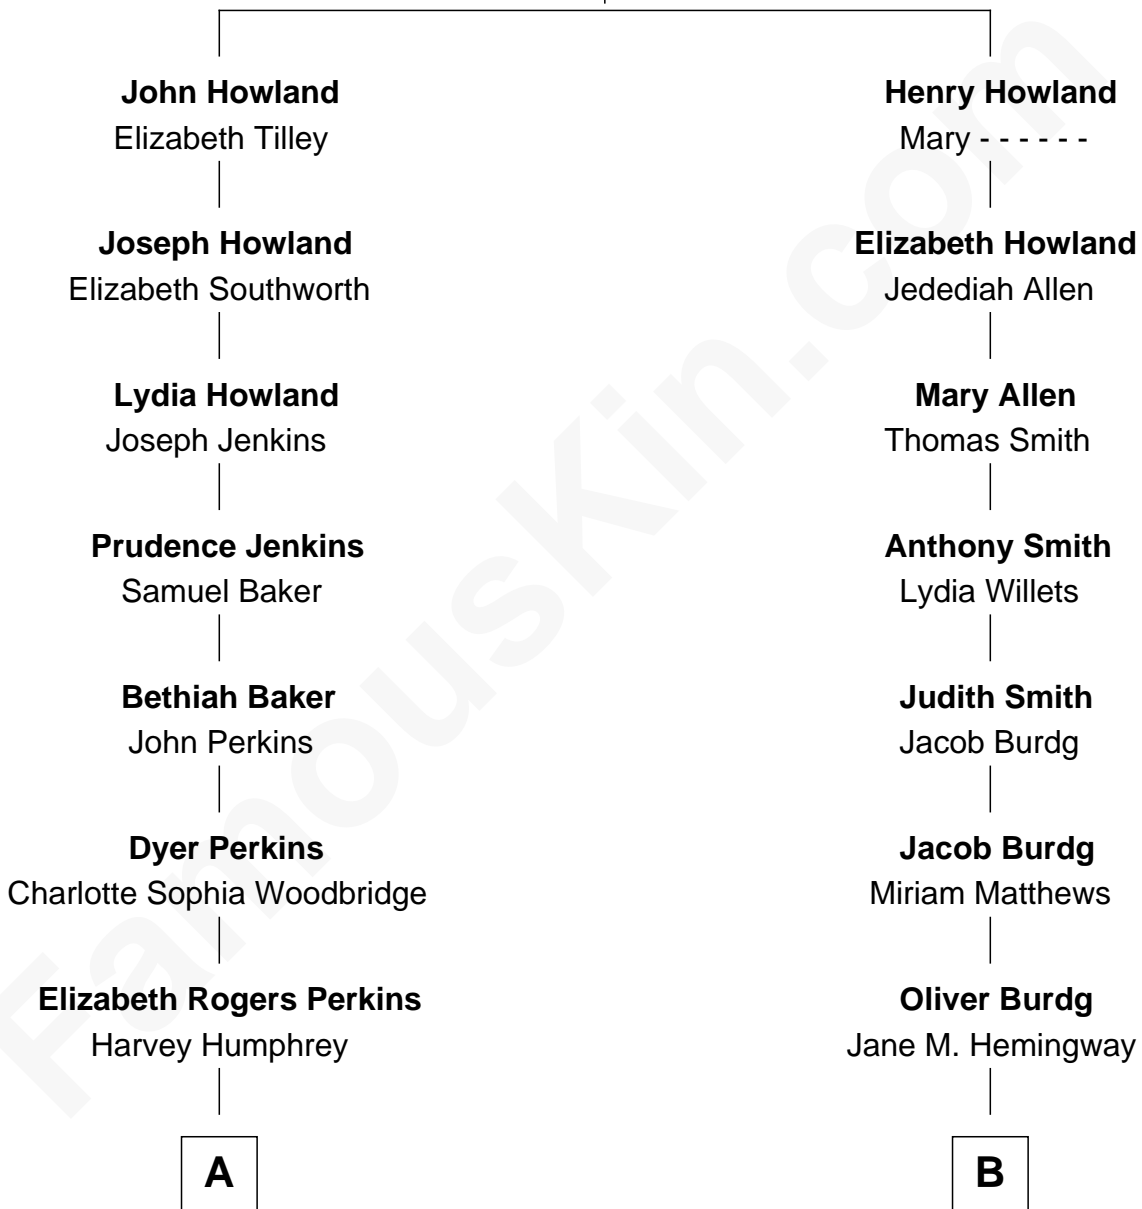 John Howland
Elizabeth Tilley
Joseph Howland
Elizabeth Southworth
Lydia Howland
Joseph Jenkins
Prudence Jenkins
Samuel Baker
Bethiah Baker
John Perkins
Dyer Perkins
Charlotte Sophia Woodbridge
Elizabeth Rogers Perkins
Harvey Humphrey
A
Henry Howland
Mary - - - - - -
Elizabeth Howland
Jedediah Allen
Mary Allen
Thomas Smith
Anthony Smith
Lydia Willets
Judith Smith
Jacob Burdg
Jacob Burdg
Miriam Matthews
Oliver Burdg
Jane M. Hemingway
B
FamousKin.com